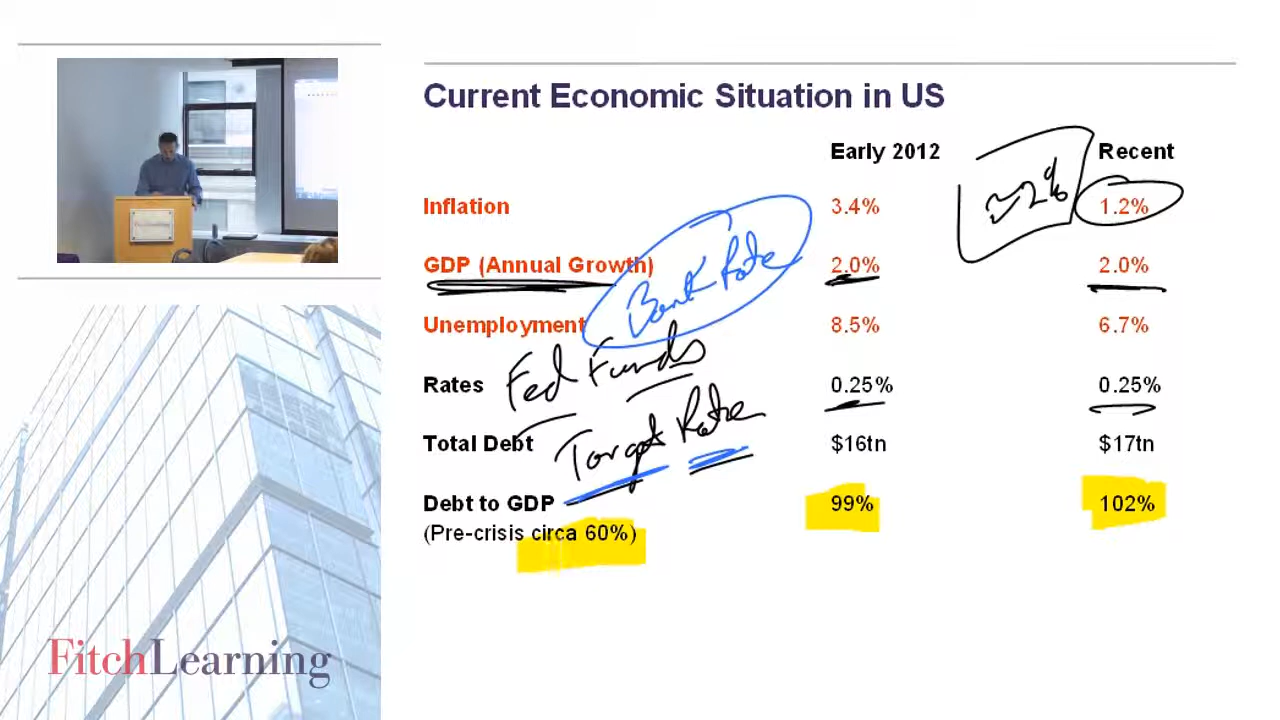 Current Economic Situation in US
Early 2012 Recent
Inflation 3.4% ≈2% 1.2%
GDP (Annual Growth) 2.0% 2.0%
Bank Rate
Unemployment 8.5% 6.7%
Fed Funds
Rates 0.25% 0.25%
Target Rate
Total Debt $16tn $17tn
Debt to GDP 99% 102%
(Pre-crisis circa 60%)
FitchLearning